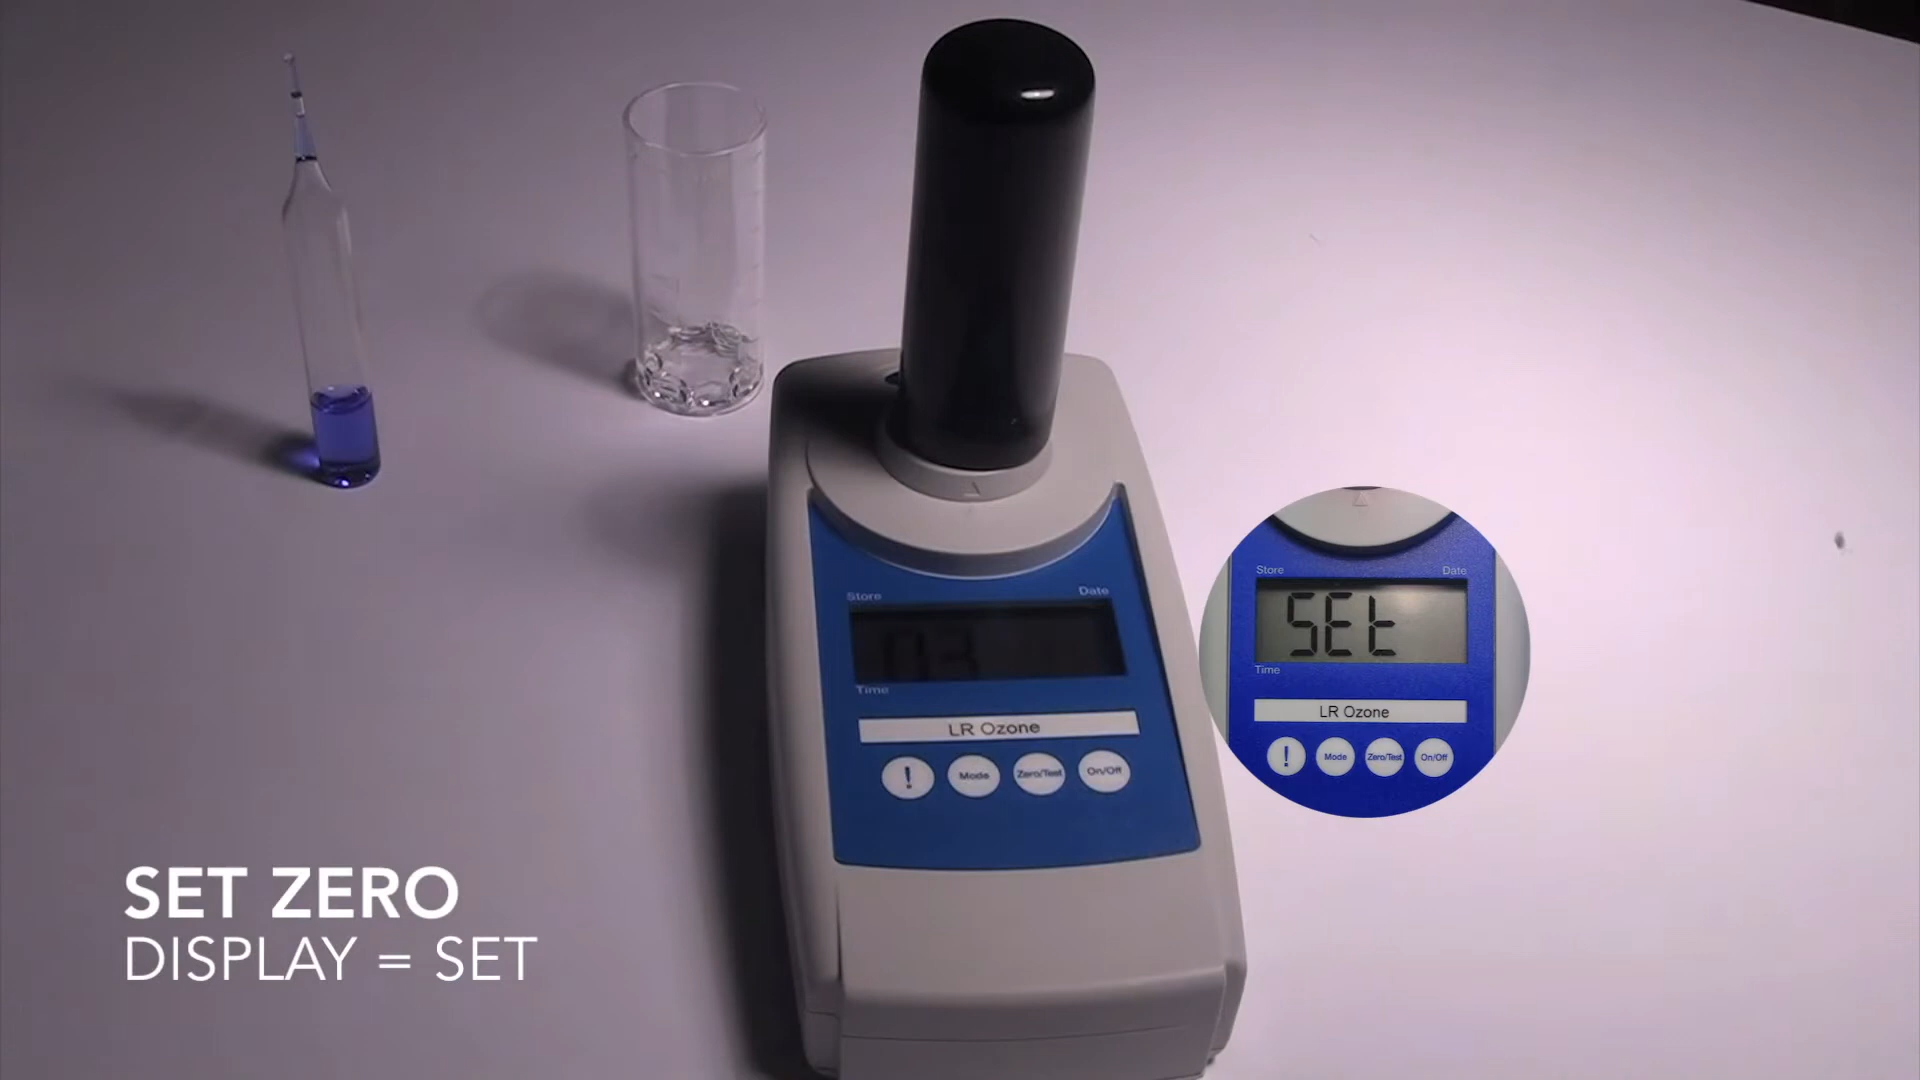 Store Date
03
Time
LR Ozone
! Mode Zero/Test On/Off
Store Date
SEt
Time
LR Ozone
! Mode Zero/Test On/Off
SET ZERO
DISPLAY = SET